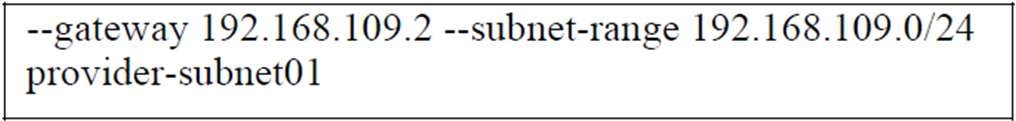 --gateway 192.168.109.2 --subnet-range 192.168.109.0/24
provider-subnet01